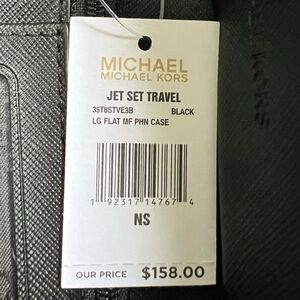 MICHAEL
MICHAEL KORS
JET SET TRAVEL
35T8STVE3B BLACK
LG FLAT MF PHN CASE
1 92317 14767 4
NS
OUR PRICE $158.00